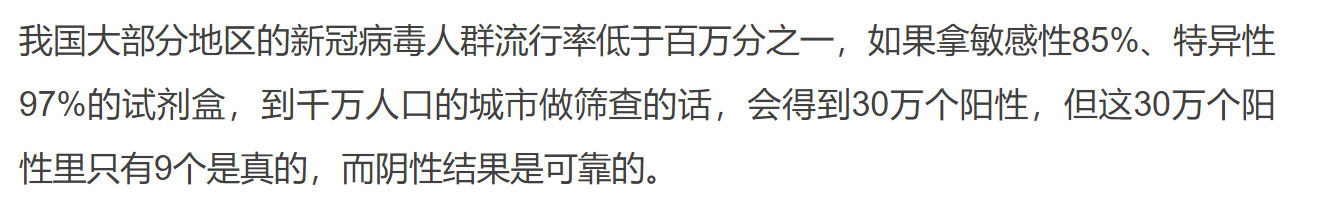 我国大部分地区的新冠病毒人群流行率低于百万分之一，如果拿敏感性85%、特异性
97%的试剂盒，到千万人口的城市做筛查的话，会得到30万个阳性，但这30万个阳
性里只有9个是真的，而阴性结果是可靠的。